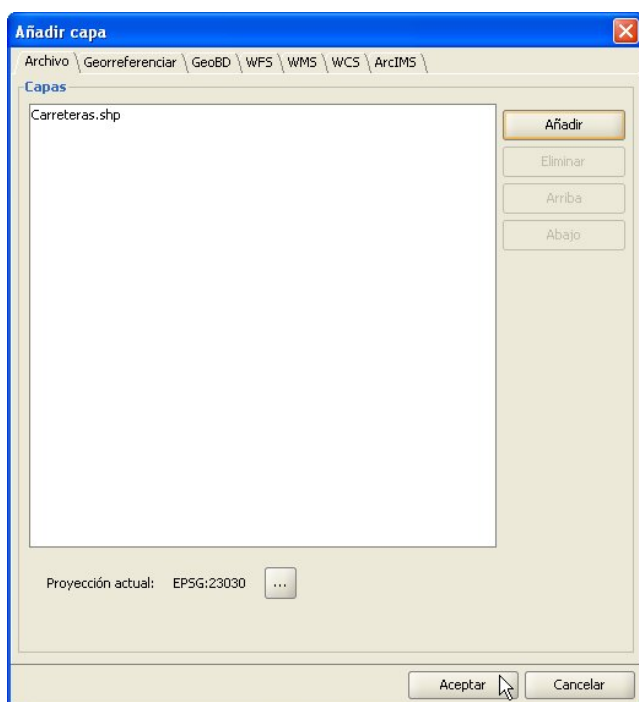 Añadir capa
Archivo Georreferenciar GeoBD WFS WMS WCS ArcIMS
Capas
Carreteras.shp
Añadir
Eliminar
Arriba
Abajo
Proyección actual: EPSG:23030 ...
Aceptar Cancelar